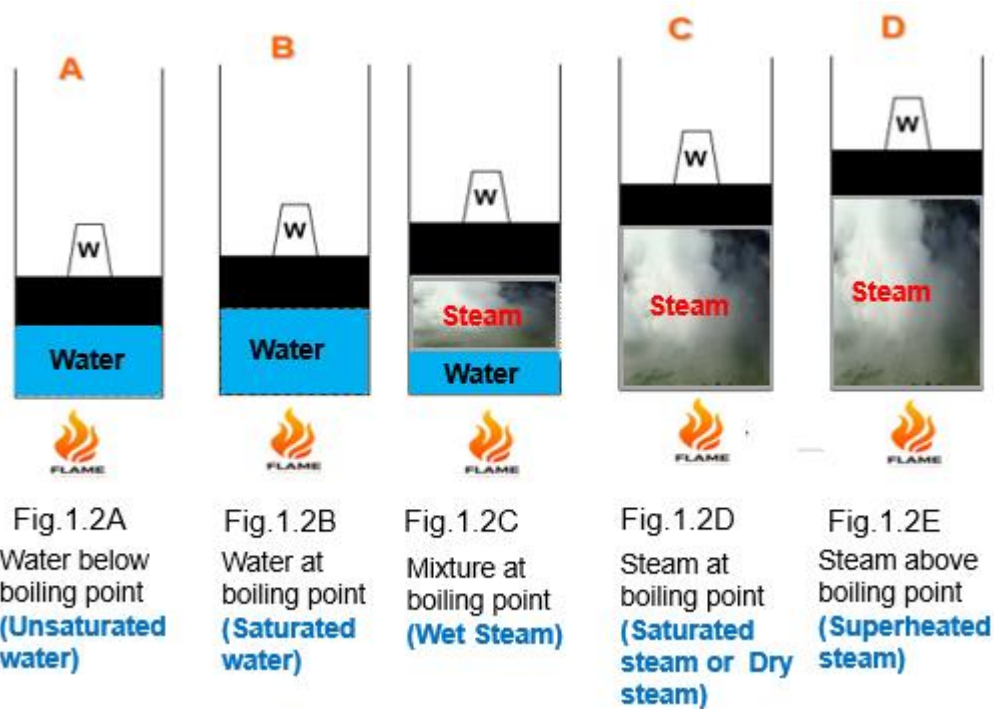 A
B
C
D
W
W
W
W
W
Water
Water
Steam
Water
Steam
Steam
FLAME
FLAME
FLAME
FLAME
FLAME
Fig.1.2A
Water below
boiling point
(Unsaturated
water)
Fig.1.2B
Water at
boiling point
(Saturated
water)
Fig.1.2C
Mixture at
boiling point
(Wet Steam)
Fig.1.2D
Steam at
boiling point
(Saturated
steam or Dry
steam)
Fig.1.2E
Steam above
boiling point
(Superheated
steam)